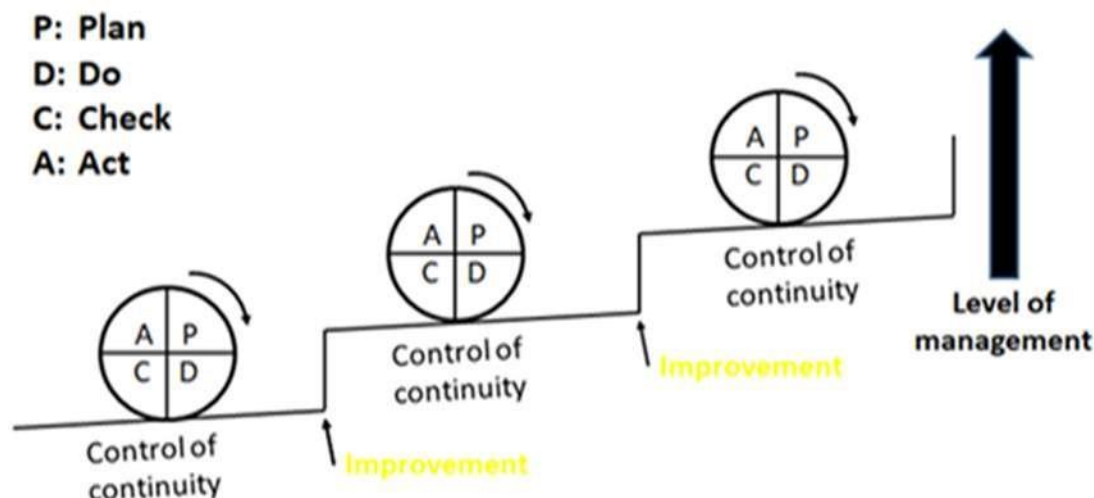 P: Plan
D: Do
C: Check
A: Act
A P
C D
Control of
continuity
Improvement
A P
C D
Control of
continuity
Improvement
A P
C D
Control of
continuity
Level of
management